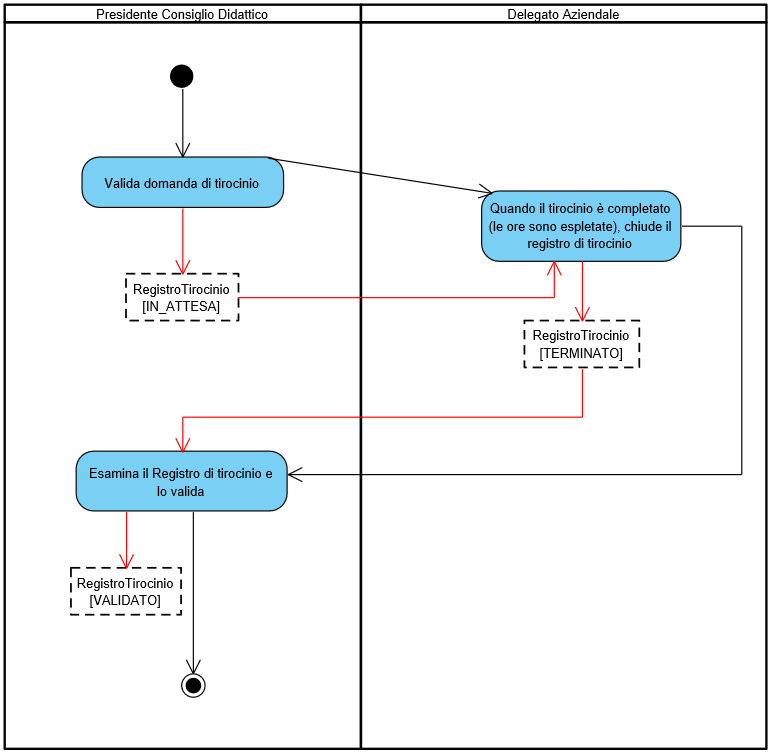 Presidente Consiglio Didattico
Delegato Aziendale
Valida domanda di tirocinio
Quando il tirocinio è completato
(le ore sono espletate), chiude il
registro di tirocinio
RegistroTirocinio
[IN_ATTESA]
RegistroTirocinio
[TERMINATO]
Esamina il Registro di tirocinio e
lo valida
RegistroTirocinio
[VALIDATO]